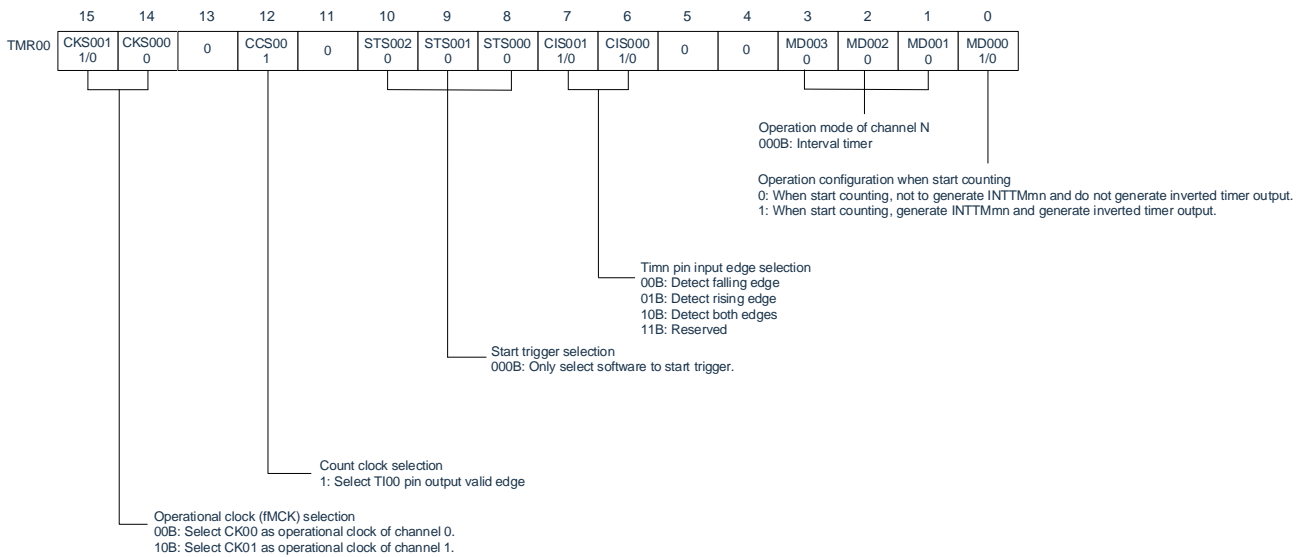 15 14 13 12 11 10 9 8 7 6 5 4 3 2 1 0
TMR00 CKS001 CKS000 0 CCS00 0 STS002 STS001 STS000 CIS001 CIS000 0 0 MD003 MD002 MD001 MD000
1/0 0 1 0 0 0 1/0 1/0 0 0 0 1/0
Operation mode of channel N
000B: Interval timer
Operation configuration when start counting
0: When start counting, not to generate INTTMmn and do not generate inverted timer output.
1: When start counting, generate INTTMmn and generate inverted timer output.
Timn pin input edge selection
00B: Detect falling edge
01B: Detect rising edge
10B: Detect both edges
11B: Reserved
Start trigger selection
000B: Only select software to start trigger.
Count clock selection
1: Select TI00 pin output valid edge
Operational clock (fMCK) selection
00B: Select CK00 as operational clock of channel 0.
10B: Select CK01 as operational clock of channel 1.